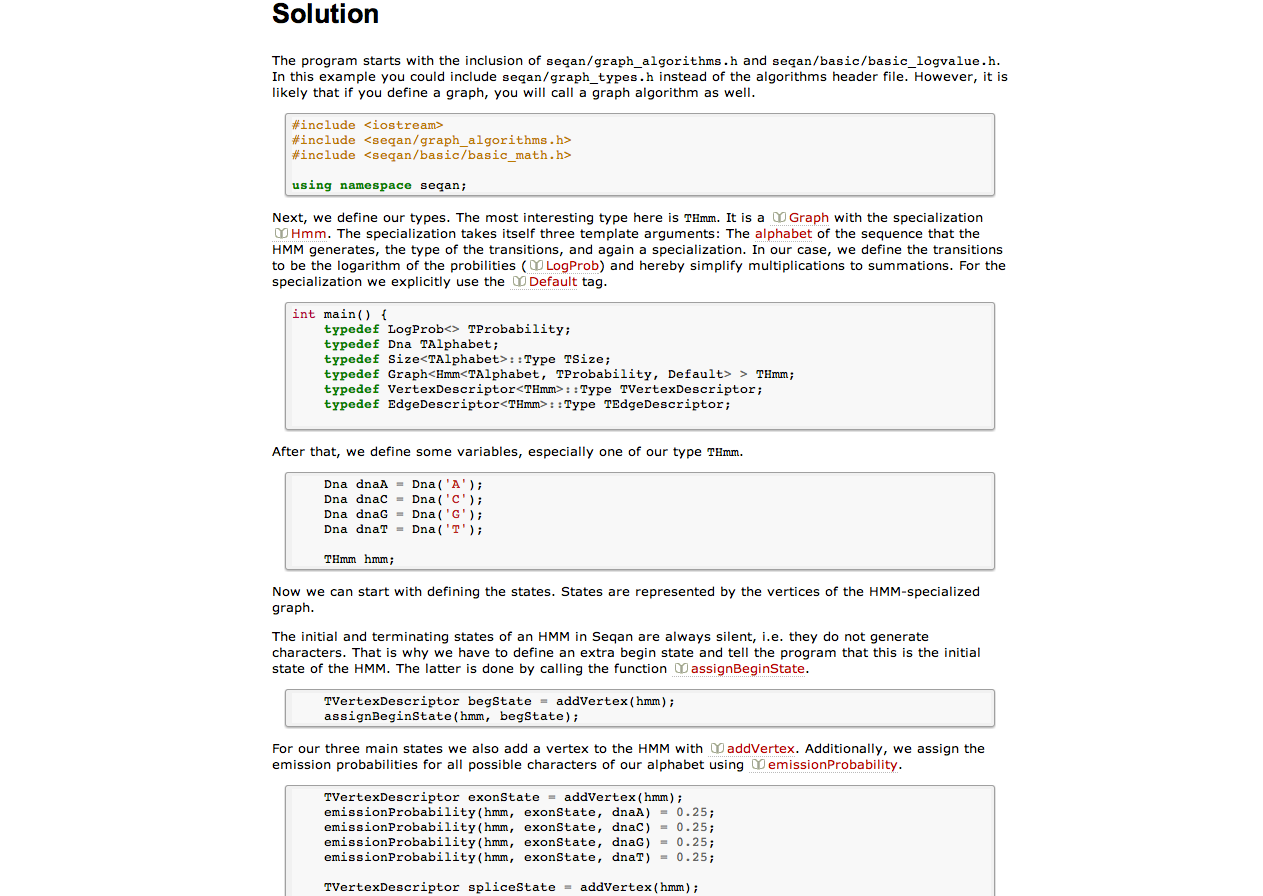 Solution
The program starts with the inclusion of seqan/graph_algorithms.h and seqan/basic/basic_logvalue.h.
In this example you could include seqan/graph_types.h instead of the algorithms header file. However, it is
likely that if you define a graph, you will call a graph algorithm as well.
#include <iostream>
#include <seqan/graph_algorithms.h>
#include <seqan/basic/basic_math.h>
using namespace seqan;
Next, we define our types. The most interesting type here is THmm. It is a Graph with the specialization
Hmm. The specialization takes itself three template arguments: The alphabet of the sequence that the
HMM generates, the type of the transitions, and again a specialization. In our case, we define the transitions
to be the logarithm of the probilities ( LogProb) and hereby simplify multiplications to summations. For the
specialization we explicitly use the Default tag.
int main() {
typedef LogProb<> TProbability;
typedef Dna TAlphabet;
typedef Size<TAlphabet>::Type TSize;
typedef Graph<Hmm<TAlphabet, TProbability, Default> > THmm;
typedef VertexDescriptor<THmm>::Type TVertexDescriptor;
typedef EdgeDescriptor<THmm>::Type TEdgeDescriptor;
After that, we define some variables, especially one of our type THmm.
Dna dnaA = Dna('A');
Dna dnaC = Dna('C');
Dna dnaG = Dna('G');
Dna dnaT = Dna('T');
THmm hmm;
Now we can start with defining the states. States are represented by the vertices of the HMM-specialized
graph.
The initial and terminating states of an HMM in Seqan are always silent, i.e. they do not generate
characters. That is why we have to define an extra begin state and tell the program that this is the initial
state of the HMM. The latter is done by calling the function assignBeginState.
TVertexDescriptor begState = addVertex(hmm);
assignBeginState(hmm, begState);
For our three main states we also add a vertex to the HMM with addVertex. Additionally, we assign the
emission probabilities for all possible characters of our alphabet using emissionProbability.
TVertexDescriptor exonState = addVertex(hmm);
emissionProbability(hmm, exonState, dnaA) = 0.25;
emissionProbability(hmm, exonState, dnaC) = 0.25;
emissionProbability(hmm, exonState, dnaG) = 0.25;
emissionProbability(hmm, exonState, dnaT) = 0.25;
TVertexDescriptor spliceState = addVertex(hmm);